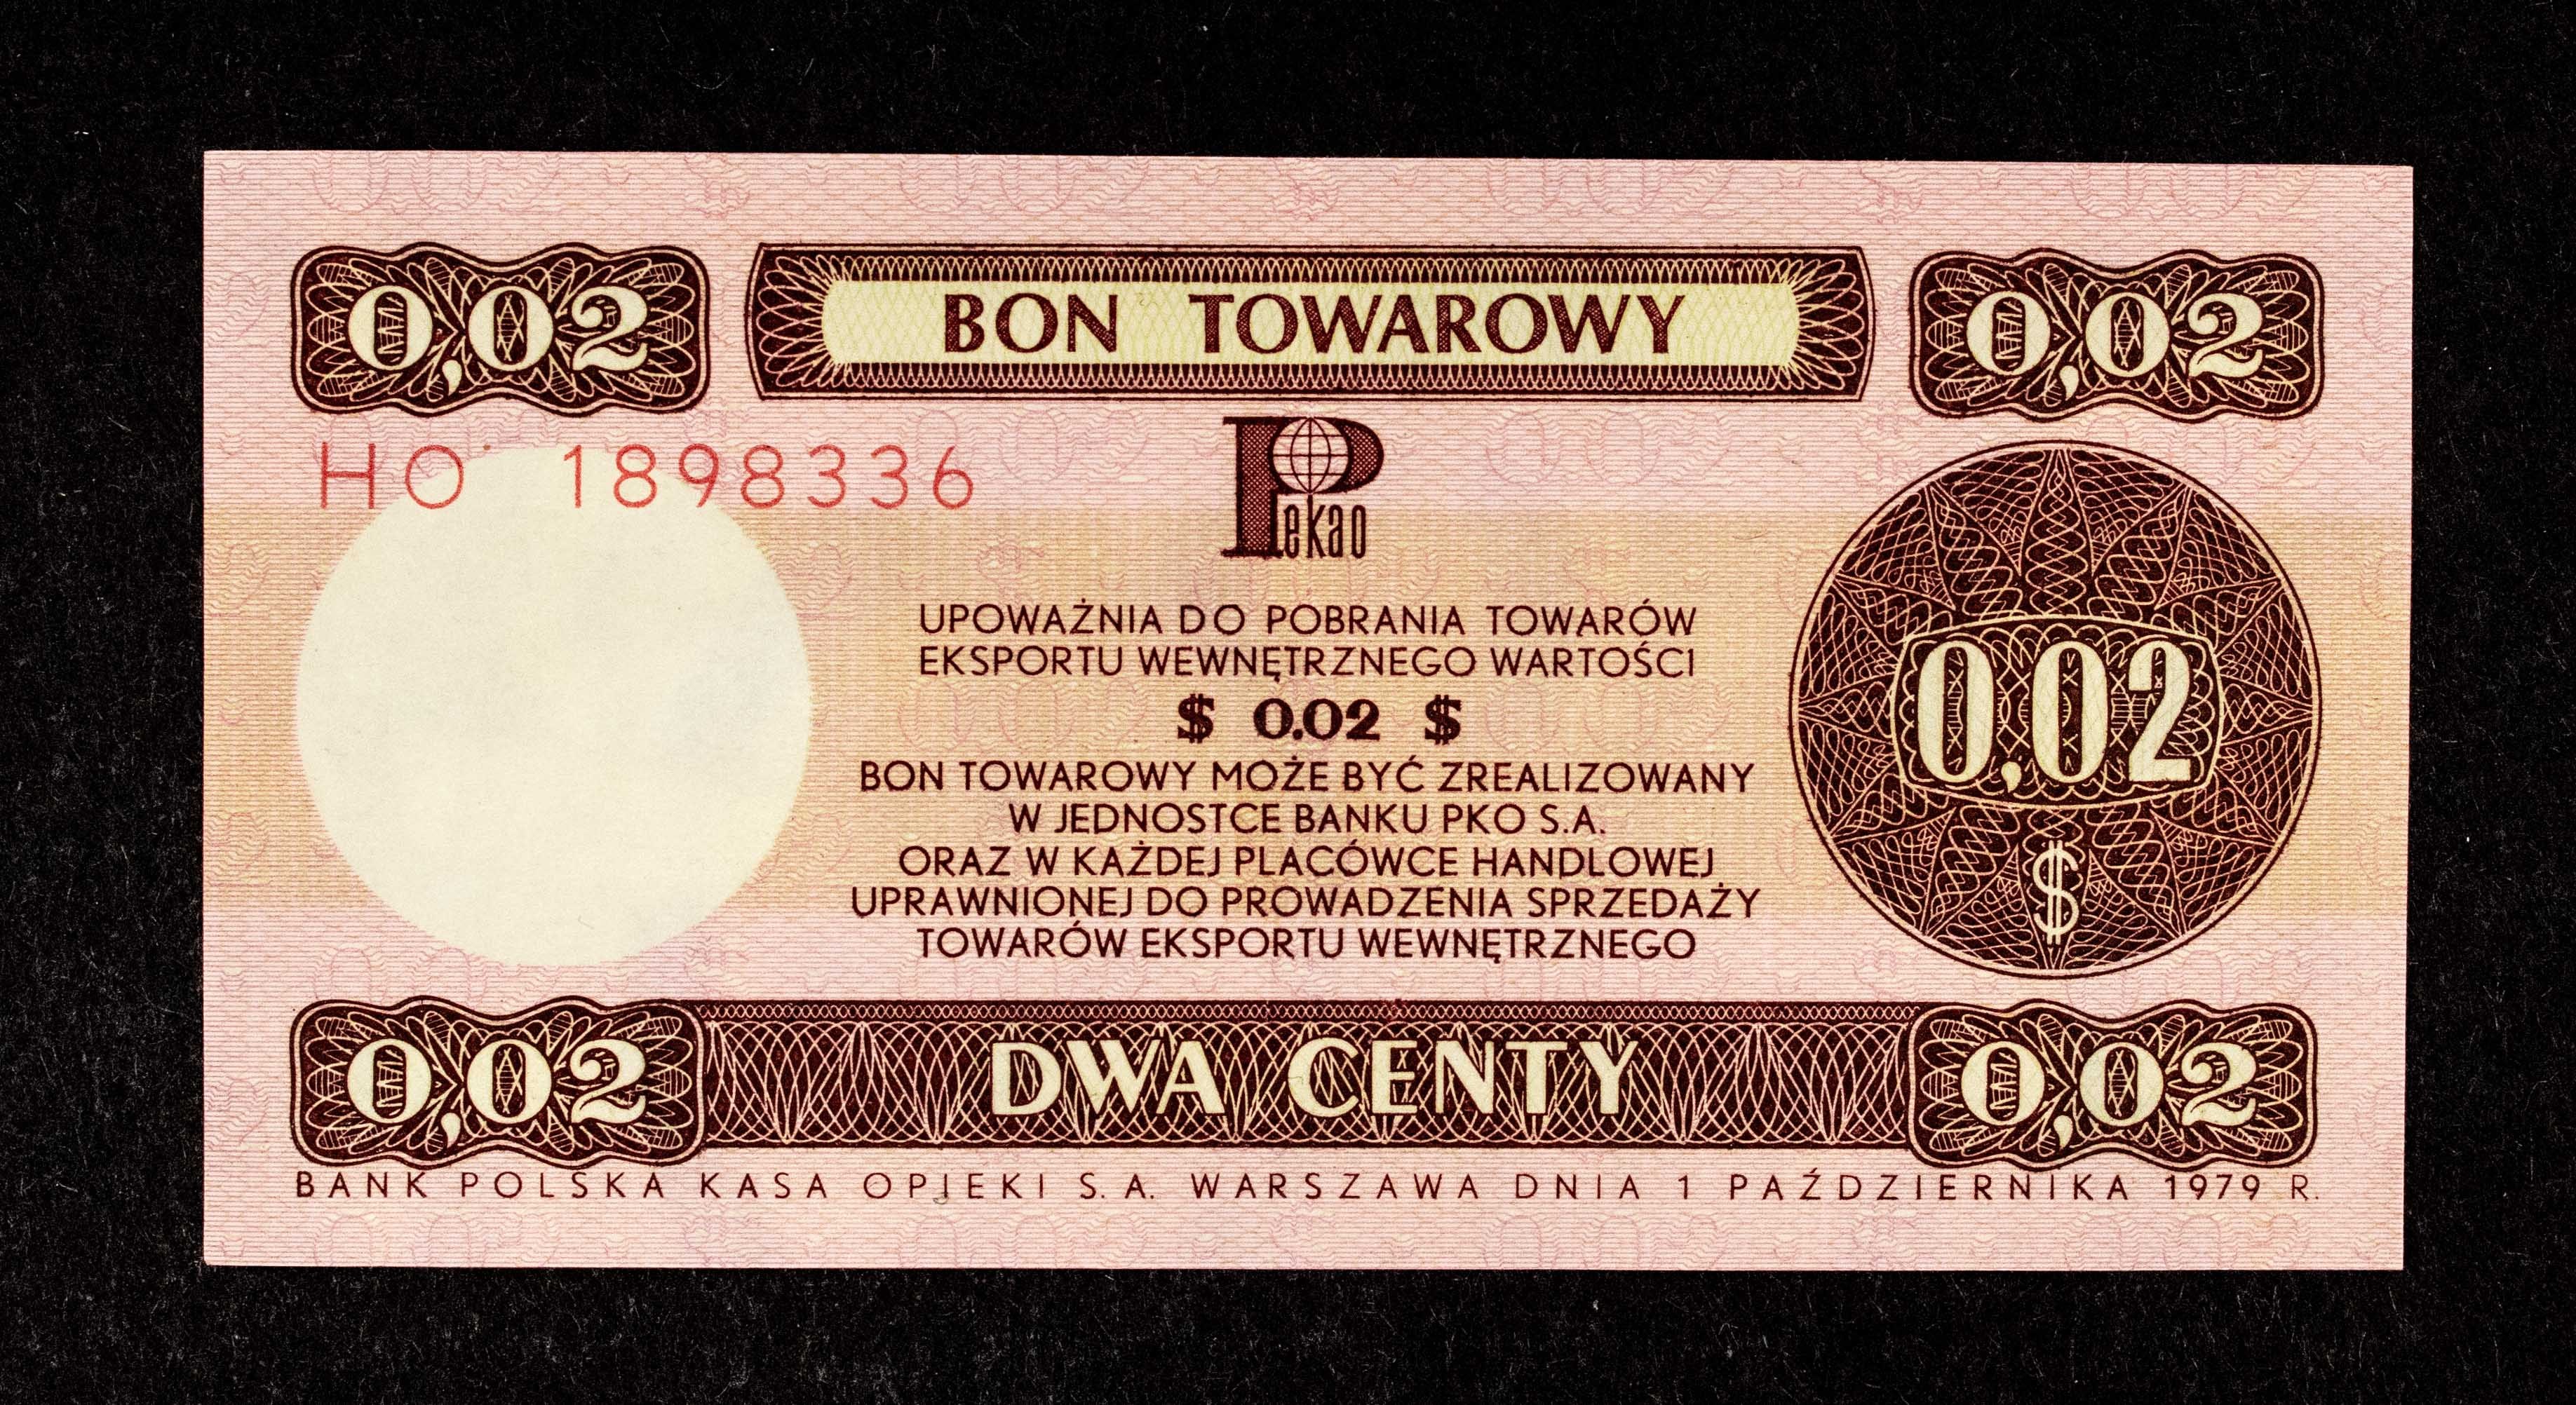 0,02 BON TOWAROWY 0,02
HO 1898336
Pekao
UPOWAŻNIA DO POBRANIA TOWARÓW
EKSPORTU WEWNĘTRZNEGO WARTOŚCI
$ 0.02 $
BON TOWAROWY MOŻE BYĆ ZREALIZOWANY
W JEDNOSTCE BANKU PKO S.A.
ORAZ W KAŻDEJ PLACÓWCE HANDLOWEJ
UPRAWNIONEJ DO PROWADZENIA SPRZEDAŻY
TOWARÓW EKSPORTU WEWNĘTRZNEGO
0,02
$
0,02 DWA CENTY 0,02
BANK POLSKA KASA OPIEKI S.A. WARSZAWA DNIA 1 PAŹDZIERNIKA 1979 R.